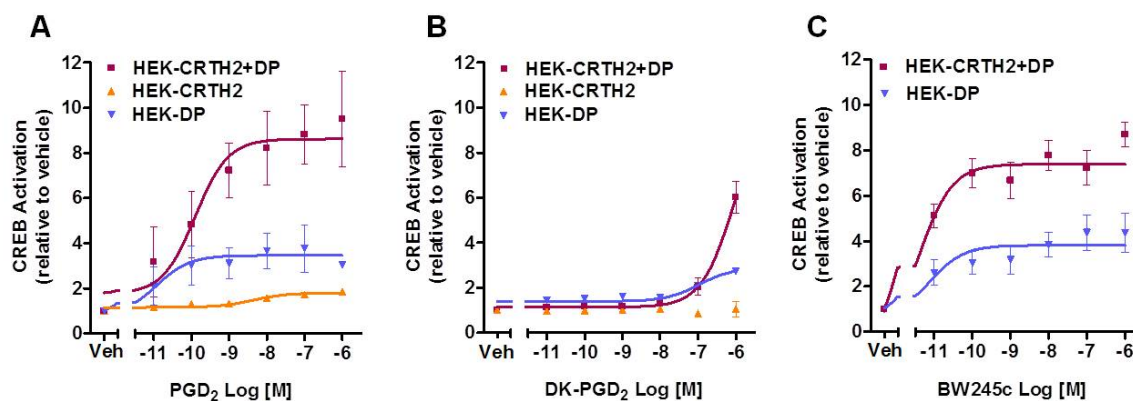 A
HEK-CRTH2+DP
HEK-CRTH2
HEK-DP
CREB Activation
(relative to vehicle)
12
10
8
6
4
2
0
Veh -11 -10 -9 -8 -7 -6
PGD₂ Log [M]
B
HEK-CRTH2+DP
HEK-CRTH2
HEK-DP
CREB Activation
(relative to vehicle)
12
10
8
6
4
2
0
Veh -11 -10 -9 -8 -7 -6
DK-PGD₂ Log [M]
C
HEK-CRTH2+DP
HEK-DP
CREB Activation
(relative to vehicle)
12
10
8
6
4
2
0
Veh -11 -10 -9 -8 -7 -6
BW245c Log [M]